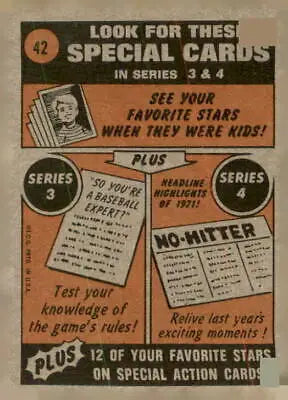 42
LOOK FOR THESE
SPECIAL CARDS
IN SERIES 3 & 4
SEE YOUR
FAVORITE STARS
WHEN THEY WERE KIDS!
PLUS
SERIES
3
"SO YOU'RE A
BASEBALL
EXPERT?"
HEADLINE
HIGHLIGHTS
OF 1971!
SERIES
4
NO-HITTER
Test your
knowledge of
the game's rules!
Relive last year's
exciting moments!
PLUS
12 OF YOUR FAVORITE STARS
ON SPECIAL ACTION CARDS
IN U.S.A.